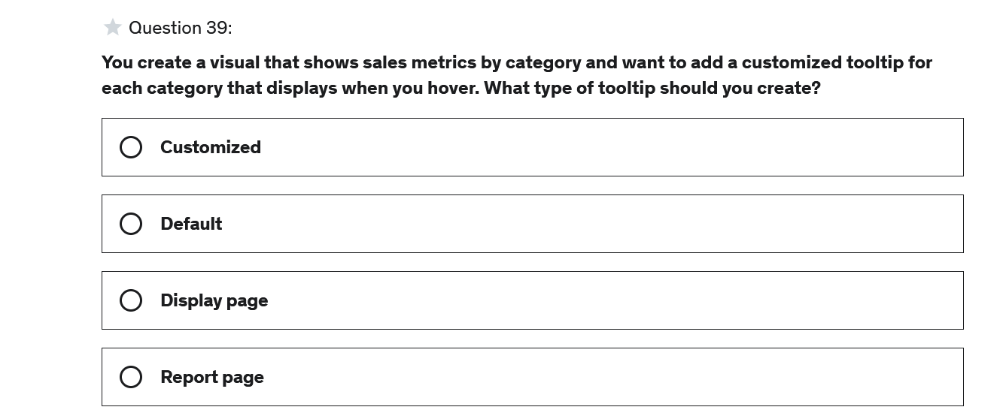 Question 39:
You create a visual that shows sales metrics by category and want to add a customized tooltip for
each category that displays when you hover. What type of tooltip should you create?
Customized
Default
Display page
Report page